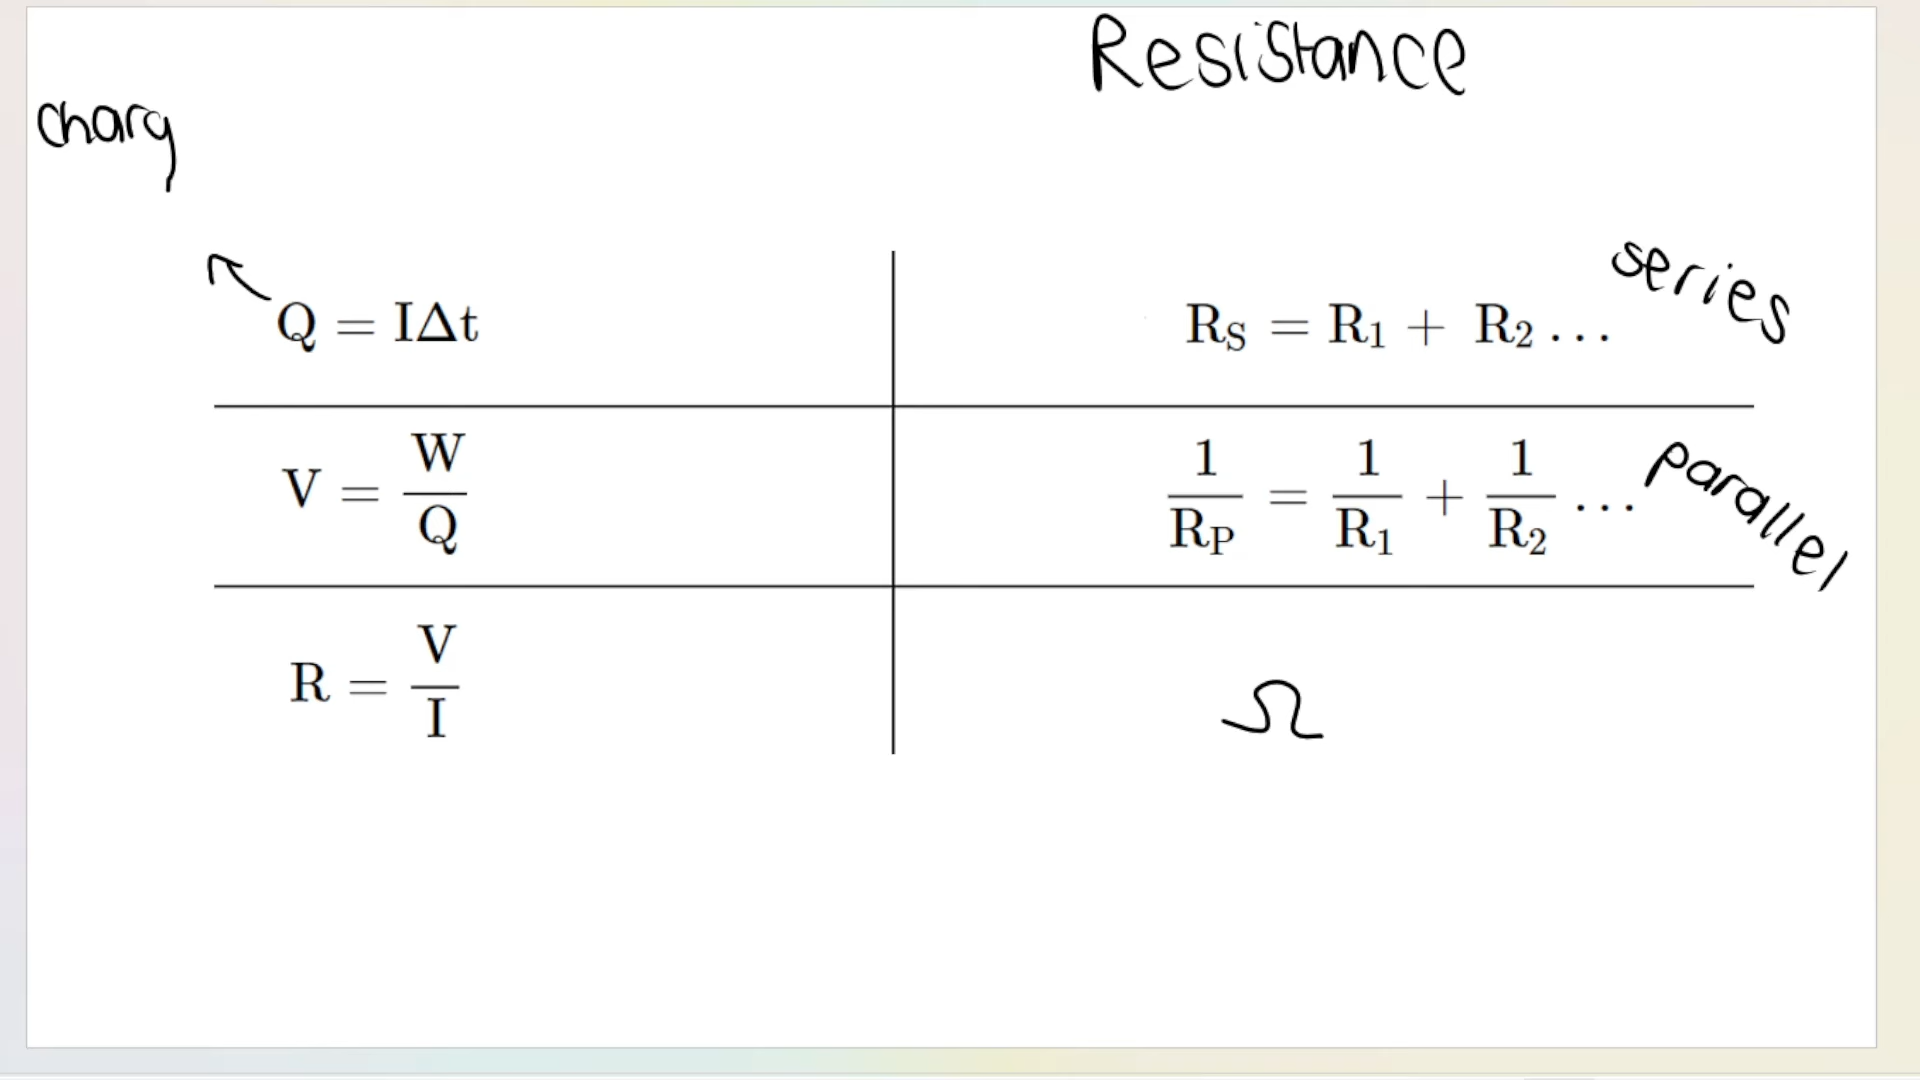 Resistance
charg
series
Q = IΔt
R_S = R_1 + R_2 ...
V = W/Q
1/R_P = 1/R_1 + 1/R_2 ...
parallel
R = V/I
Ω